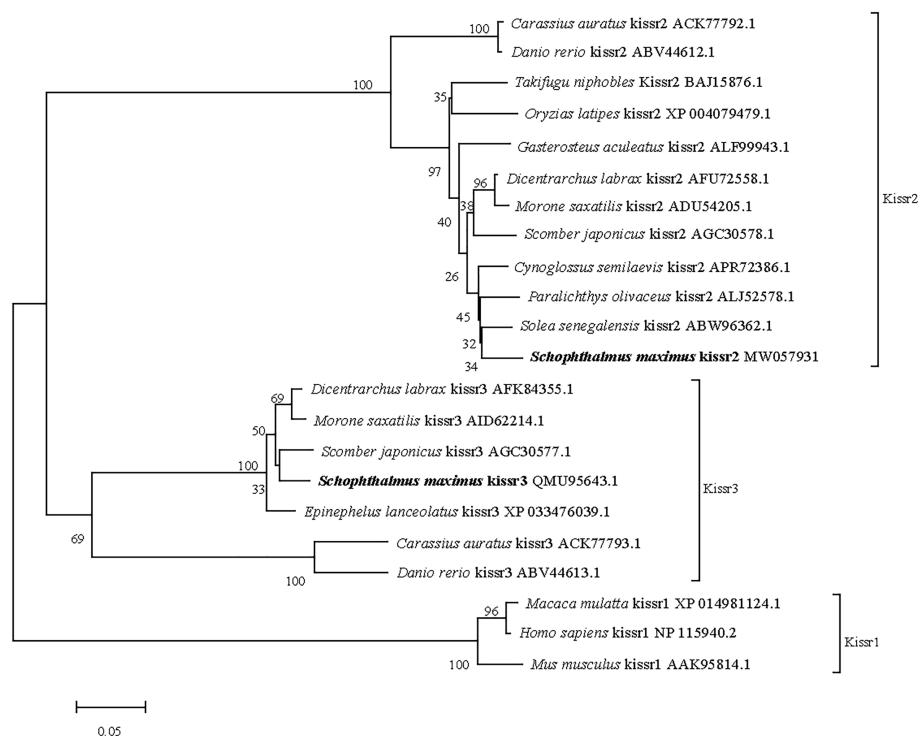 Carassius auratus kissr2 ACK77792.1
100
Danio rerio kissr2 ABV44612.1
100
Takifugu niphobles Kissr2 BAJ15876.1
35
Oryzias latipes kissr2 XP 004079479.1
Gasterosteus aculeatus kissr2 ALF99943.1
97
Dicentrarchus labrax kissr2 AFU72558.1
96
Kissr2
38
Morone saxatilis kissr2 ADU54205.1
40
Scomber japonicus kissr2 AGC30578.1
Cynoglossus semilaevis kissr2 APR72386.1
26
Paralichthys olivaceus kissr2 ALJ52578.1
45
Solea senegalensis kissr2 ABW96362.1
32
Schophthalmus maximus kissr2 MW057931
34
Dicentrarchus labrax kissr3 AFK84355.1
69
Morone saxatilis kissr3 AID62214.1
50
Scomber japonicus kissr3 AGC30577.1
100
Schophthalmus maximus kissr3 QMU95643.1
33
Kissr3
Epinephelus lanceolatus kissr3 XP 033476039.1
69
Carassius auratus kissr3 ACK77793.1
Danio rerio kissr3 ABV44613.1
100
Macaca mulatta kissr1 XP 014981124.1
96
Homo sapiens kissr1 NP 115940.2
Kissr1
Mus musculus kissr1 AAK95814.1
100
0.05